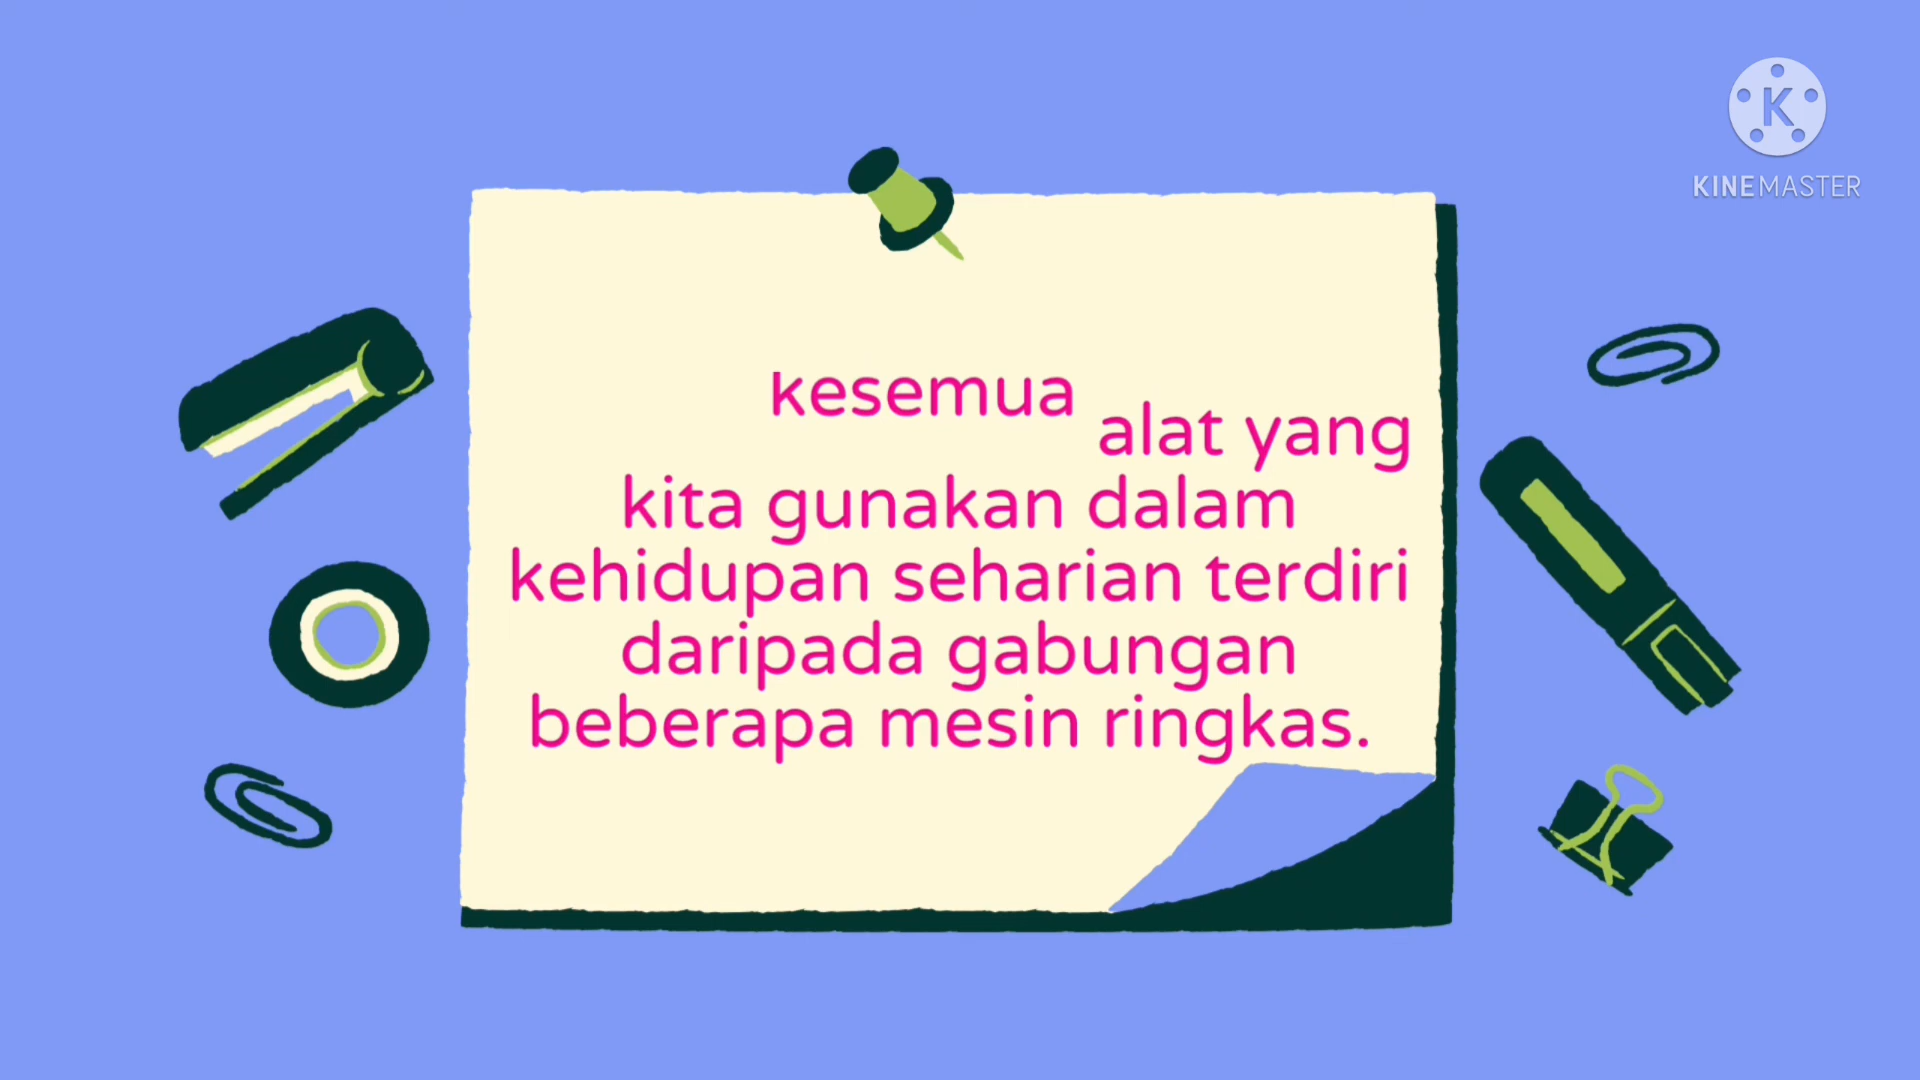 K
KINEMASTER
kesemua
alat yang
kita gunakan dalam
kehidupan seharian terdiri
daripada gabungan
beberapa mesin ringkas.